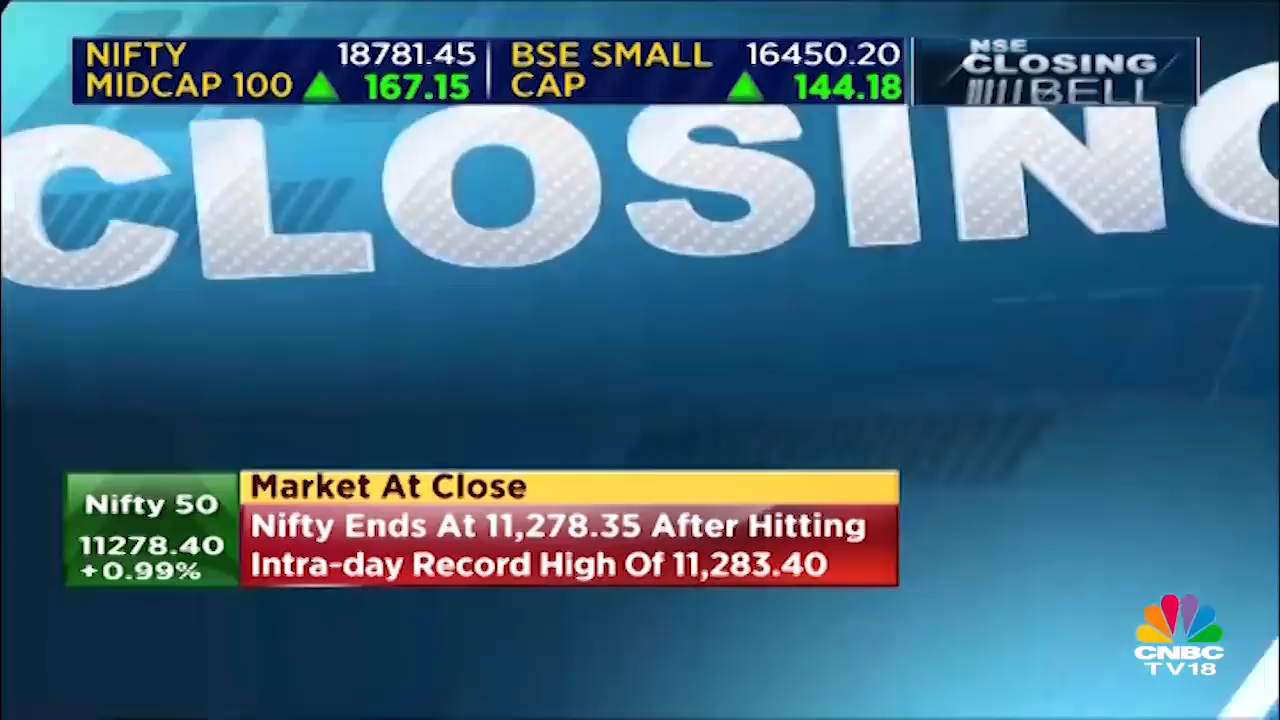 NIFTY 18781.45
MIDCAP 100 ▲ 167.15
BSE SMALL 16450.20
CAP ▲ 144.18
NSE
CLOSING
BELL
CLOSING
Nifty 50
11278.40
+0.99%
Market At Close
Nifty Ends At 11,278.35 After Hitting
Intra-day Record High Of 11,283.40
CNBC
TV18